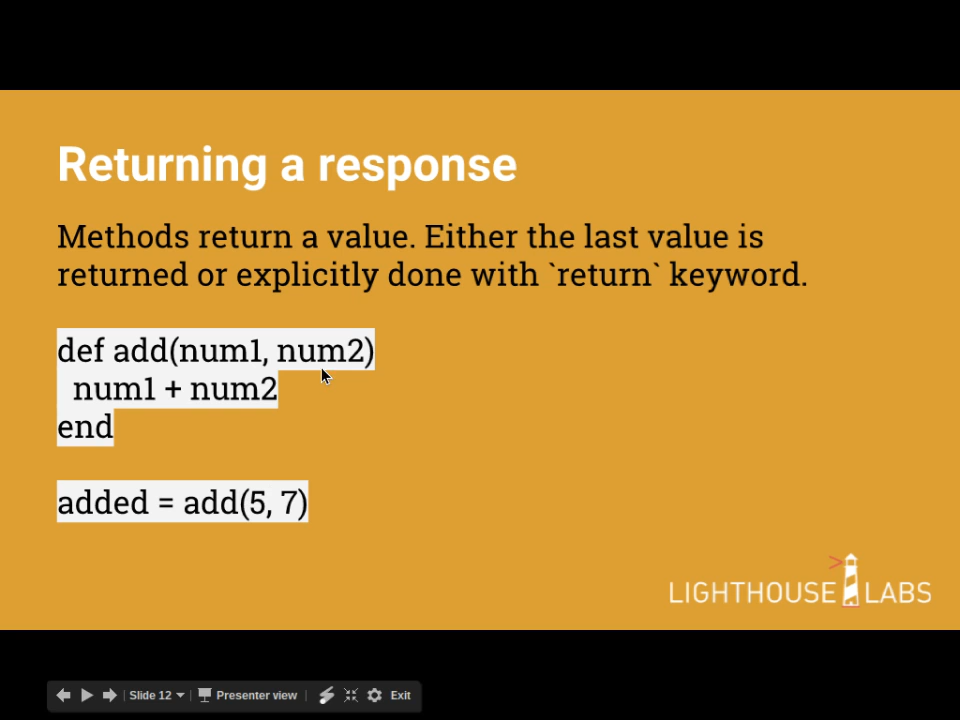 Returning a response
Methods return a value. Either the last value is
returned or explicitly done with `return` keyword.
def add(num1, num2)
  num1 + num2
end
added = add(5, 7)
LIGHTHOUSE LABS
Slide 12 Presenter view Exit